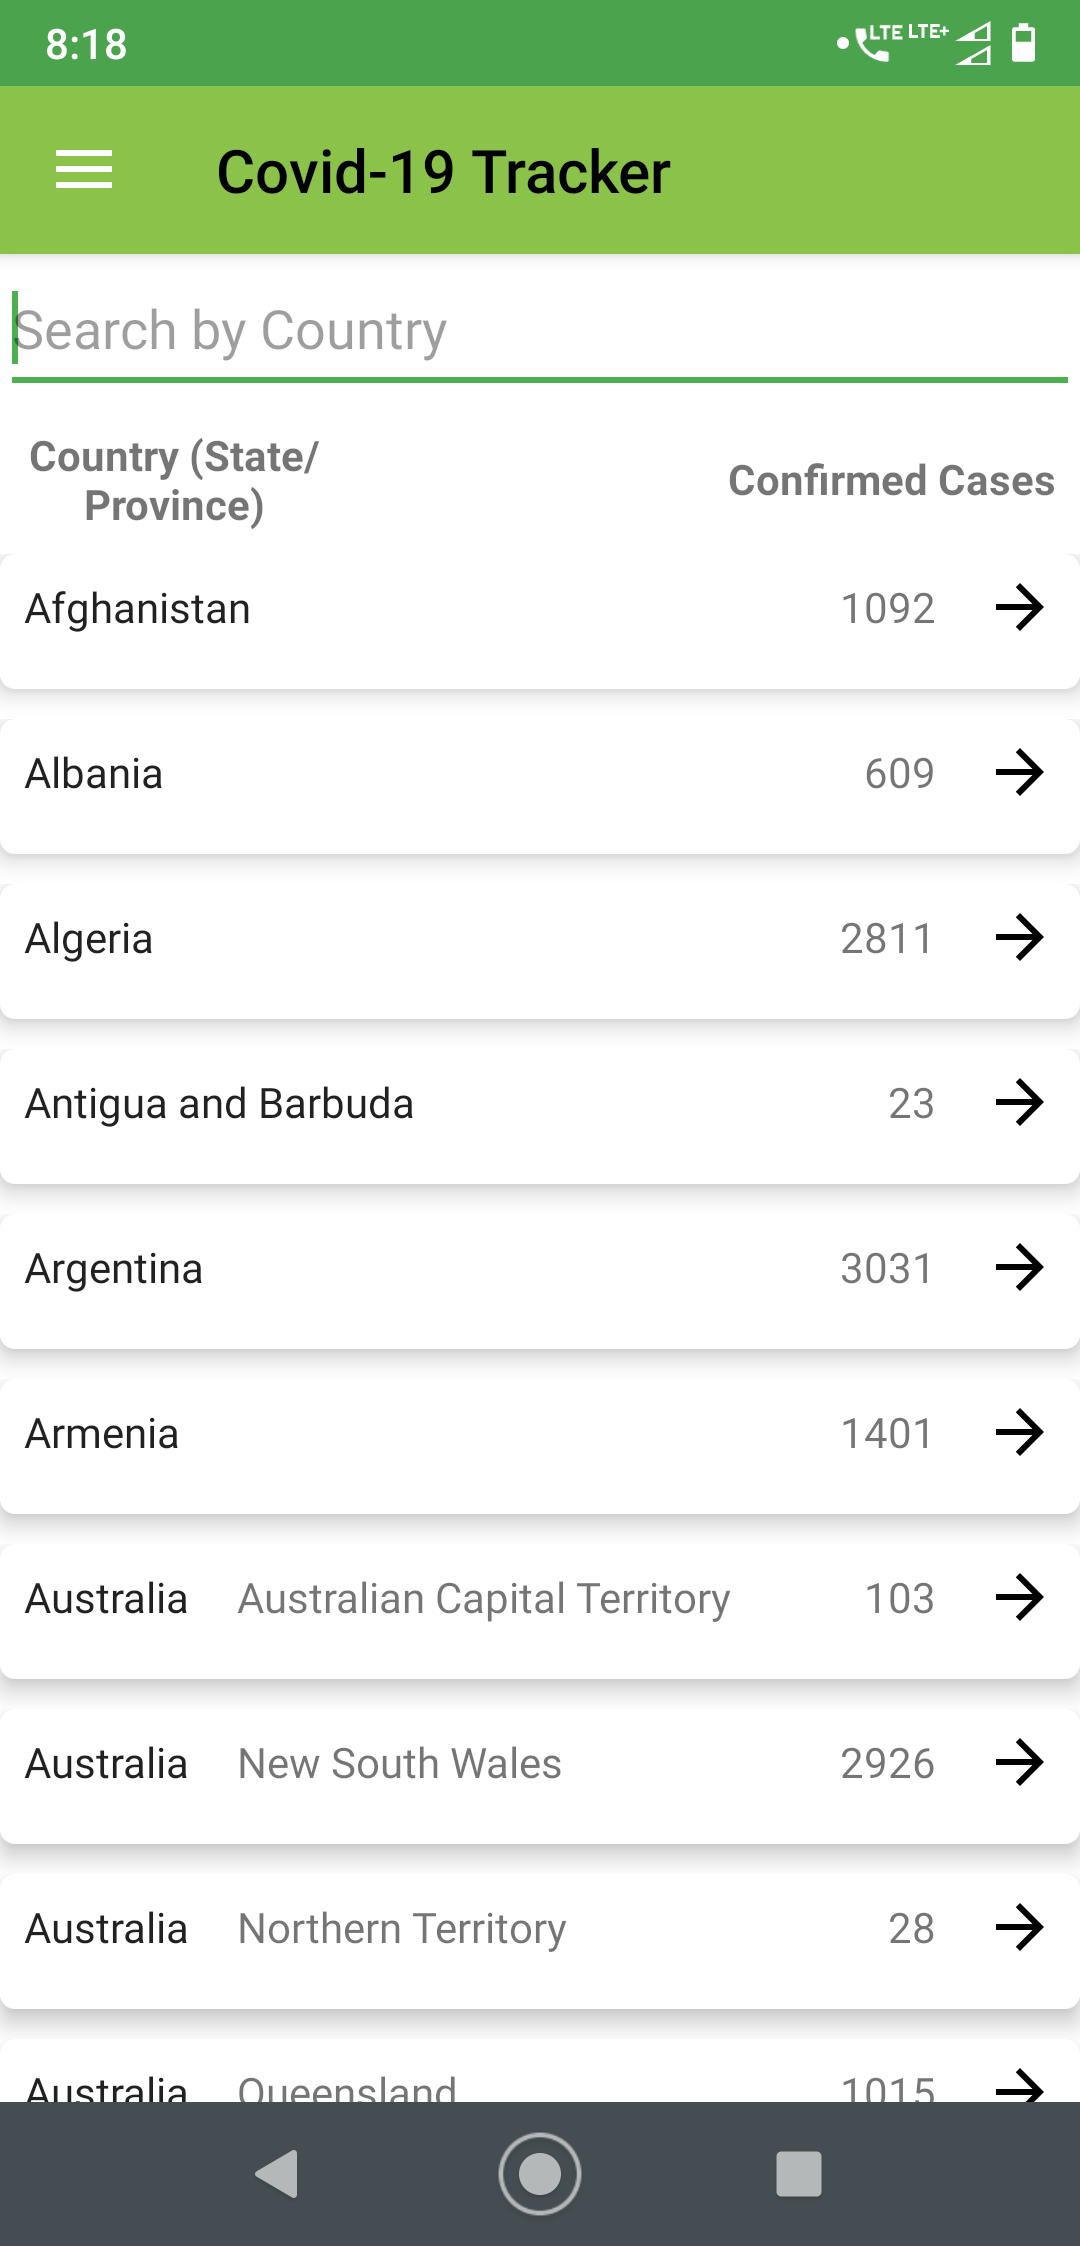 8:18 LTE LTE+
Covid-19 Tracker
Search by Country
Country (State/
Province)
Confirmed Cases
Afghanistan 1092
Albania 609
Algeria 2811
Antigua and Barbuda 23
Argentina 3031
Armenia 1401
Australia Australian Capital Territory 103
Australia New South Wales 2926
Australia Northern Territory 28
Australia Queensland 1015